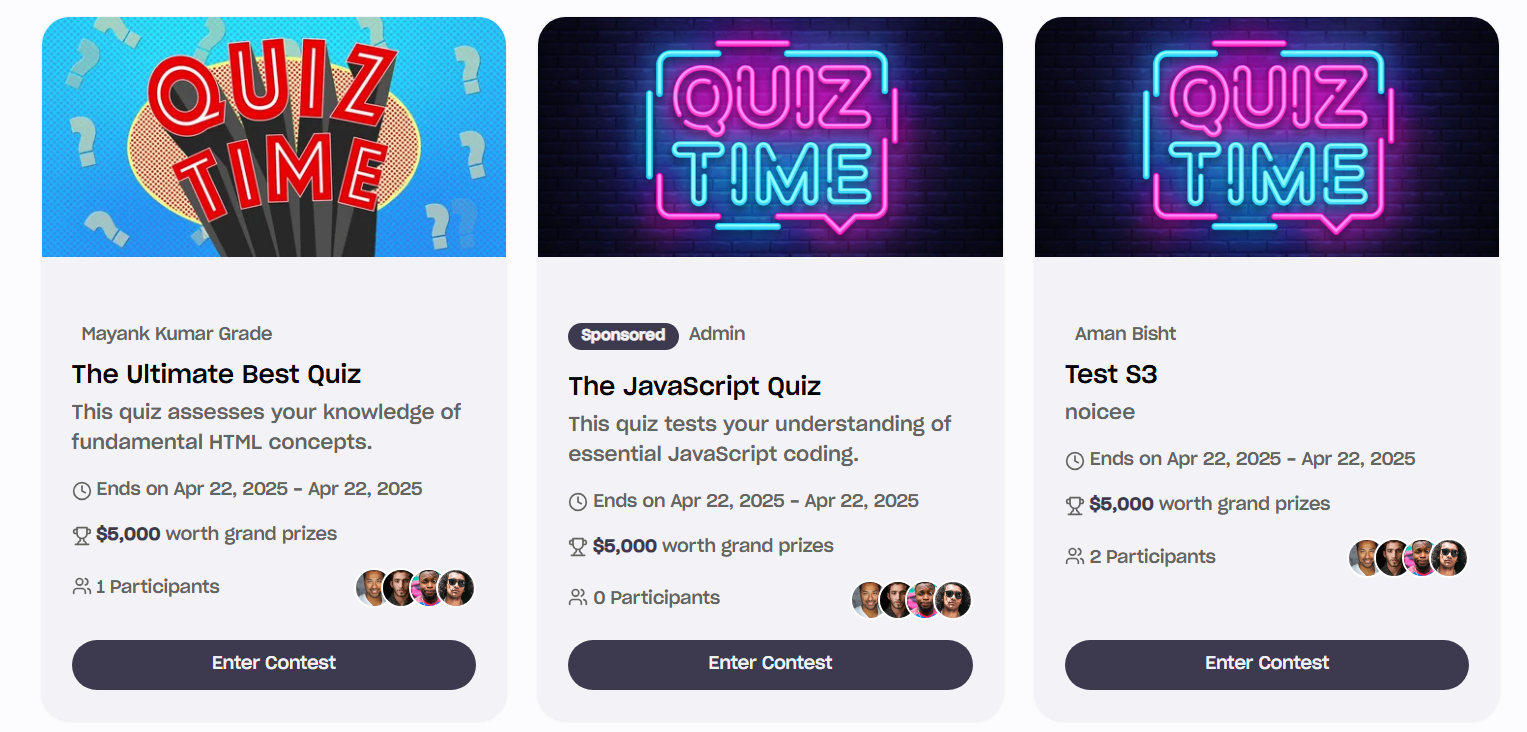 QUIZ
TIME
Mayank Kumar Grade
The Ultimate Best Quiz
This quiz assesses your knowledge of
fundamental HTML concepts.
Ends on Apr 22, 2025 - Apr 22, 2025
$5,000 worth grand prizes
1 Participants
Enter Contest
QUIZ
TIME
Sponsored Admin
The JavaScript Quiz
This quiz tests your understanding of
essential JavaScript coding.
Ends on Apr 22, 2025 - Apr 22, 2025
$5,000 worth grand prizes
0 Participants
Enter Contest
QUIZ
TIME
Aman Bisht
Test S3
noicee
Ends on Apr 22, 2025 - Apr 22, 2025
$5,000 worth grand prizes
2 Participants
Enter Contest